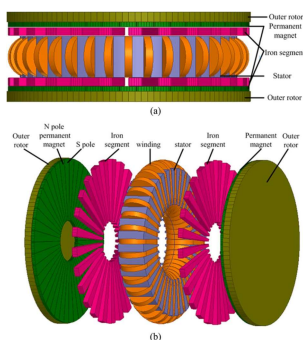 Outer rotor
Permanent
magnet
Iron segmen
Stator
Outer rotor
(a)
N pole
Outer permanent
rotor magnet
S pole
Iron
segment
winding
stator
Iron
segment
Permanent
magnet
Outer
rotor
(b)